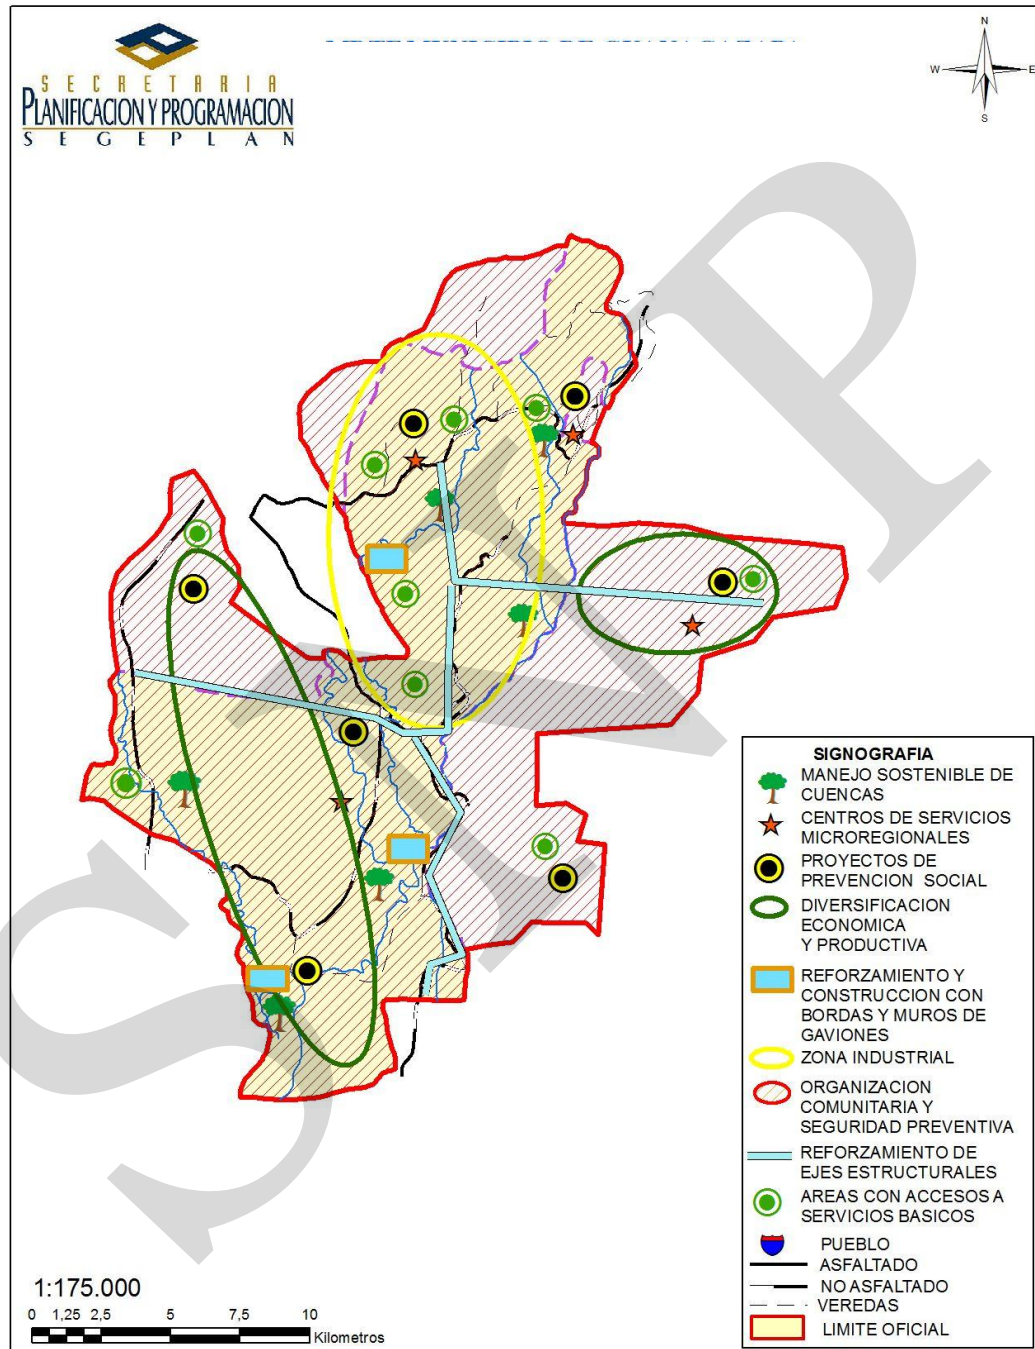 SECRETARIA
PLANIFICACION Y PROGRAMACION
SEGEPLAN
N
W
E
S
SIGNOGRAFIA
MANEJO SOSTENIBLE DE
CUENCAS
CENTROS DE SERVICIOS
MICROREGIONALES
PROYECTOS DE
PREVENCION SOCIAL
DIVERSIFICACION
ECONOMICA
Y PRODUCTIVA
REFORZAMIENTO Y
CONSTRUCCION CON
BORDAS Y MUROS DE
GAVIONES
ZONA INDUSTRIAL
ORGANIZACION
COMUNITARIA Y
SEGURIDAD PREVENTIVA
REFORZAMIENTO DE
EJES ESTRUCTURALES
AREAS CON ACCESOS A
SERVICIOS BASICOS
PUEBLO
ASFALTADO
NO ASFALTADO
VEREDAS
LIMITE OFICIAL
1:175.000
0 1,25 2,5 5 7,5 10
Kilometros